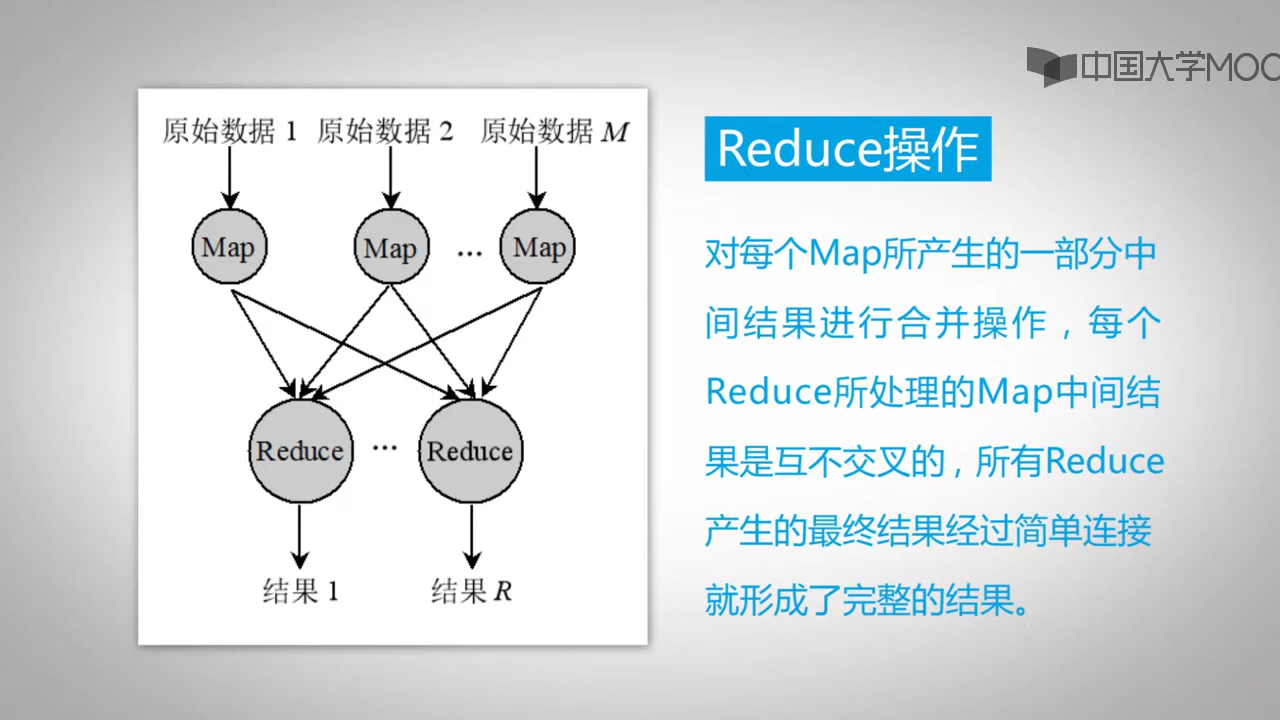 中国大学MOO
原始数据 1 原始数据 2 原始数据 M
Map Map … Map
Reduce … Reduce
结果 1 结果 R
Reduce操作
对每个Map所产生的一部分中
间结果进行合并操作，每个
Reduce所处理的Map中间结
果是互不交叉的，所有Reduce
产生的最终结果经过简单连接
就形成了完整的结果。